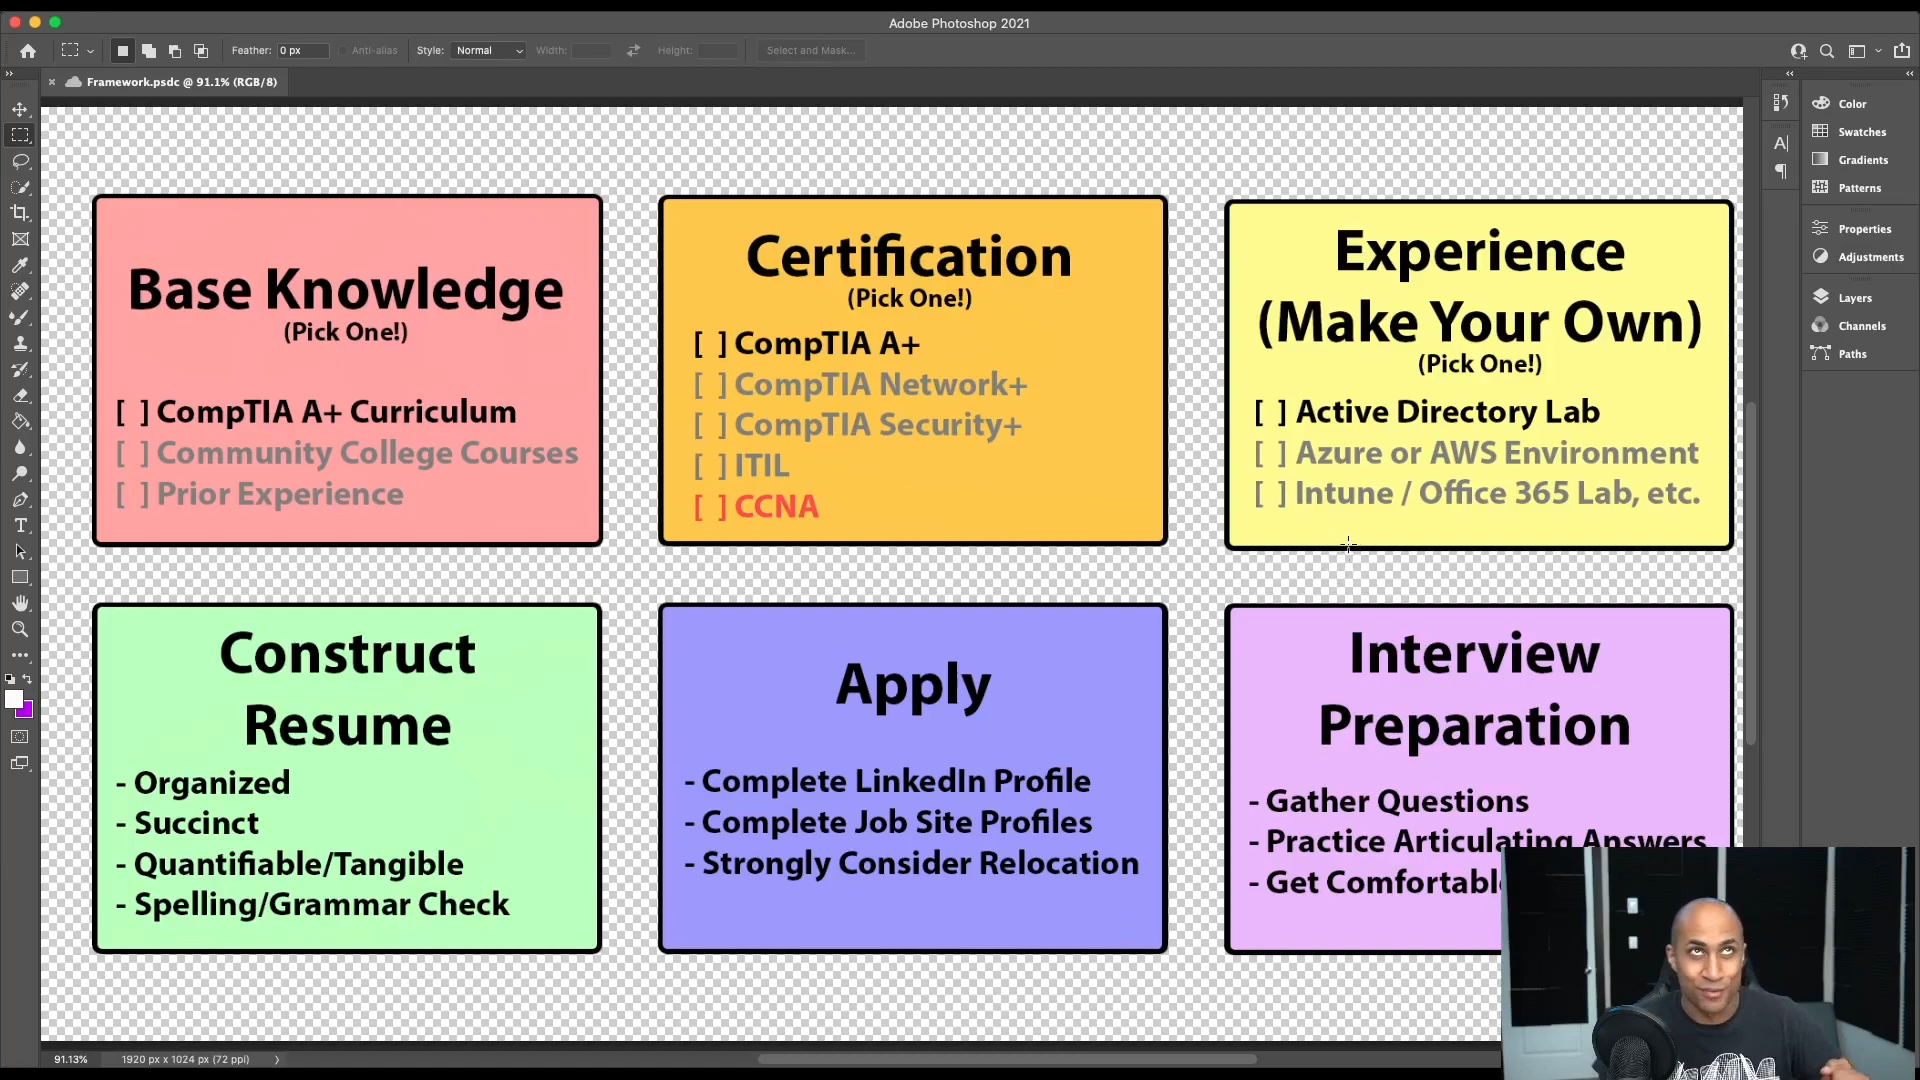 Adobe Photoshop 2021
Feather: 0 px Anti-alias Style: Normal Width: Height: Select and Mask...
Framework.psdc @ 91.1% (RGB/8)
Base Knowledge
(Pick One!)
[ ] CompTIA A+ Curriculum
[ ] Community College Courses
[ ] Prior Experience
Certification
(Pick One!)
[ ] CompTIA A+
[ ] CompTIA Network+
[ ] CompTIA Security+
[ ] ITIL
[ ] CCNA
Experience
(Make Your Own)
(Pick One!)
[ ] Active Directory Lab
[ ] Azure or AWS Environment
[ ] Intune / Office 365 Lab, etc.
Construct
Resume
- Organized
- Succinct
- Quantifiable/Tangible
- Spelling/Grammar Check
Apply
- Complete LinkedIn Profile
- Complete Job Site Profiles
- Strongly Consider Relocation
Interview
Preparation
- Gather Questions
- Practice Articulating Answers
- Get Comfortable
Color
Swatches
Gradients
Patterns
Properties
Adjustments
Layers
Channels
Paths
91.13% 1920 px x 1024 px (72 ppi)